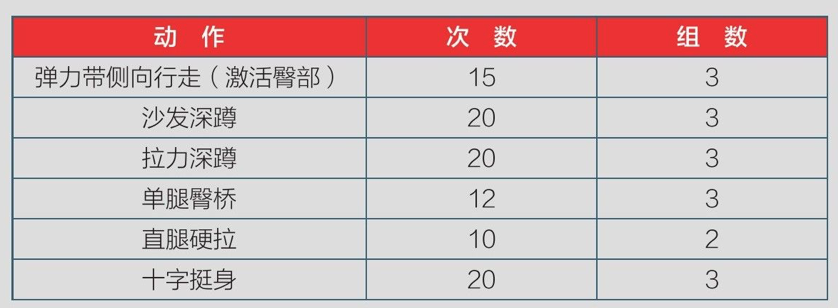 动 作 次 数 组 数
弹力带侧向行走（激活臀部） 15 3
沙发深蹲 20 3
拉力深蹲 20 3
单腿臀桥 12 3
直腿硬拉 10 2
十字挺身 20 3